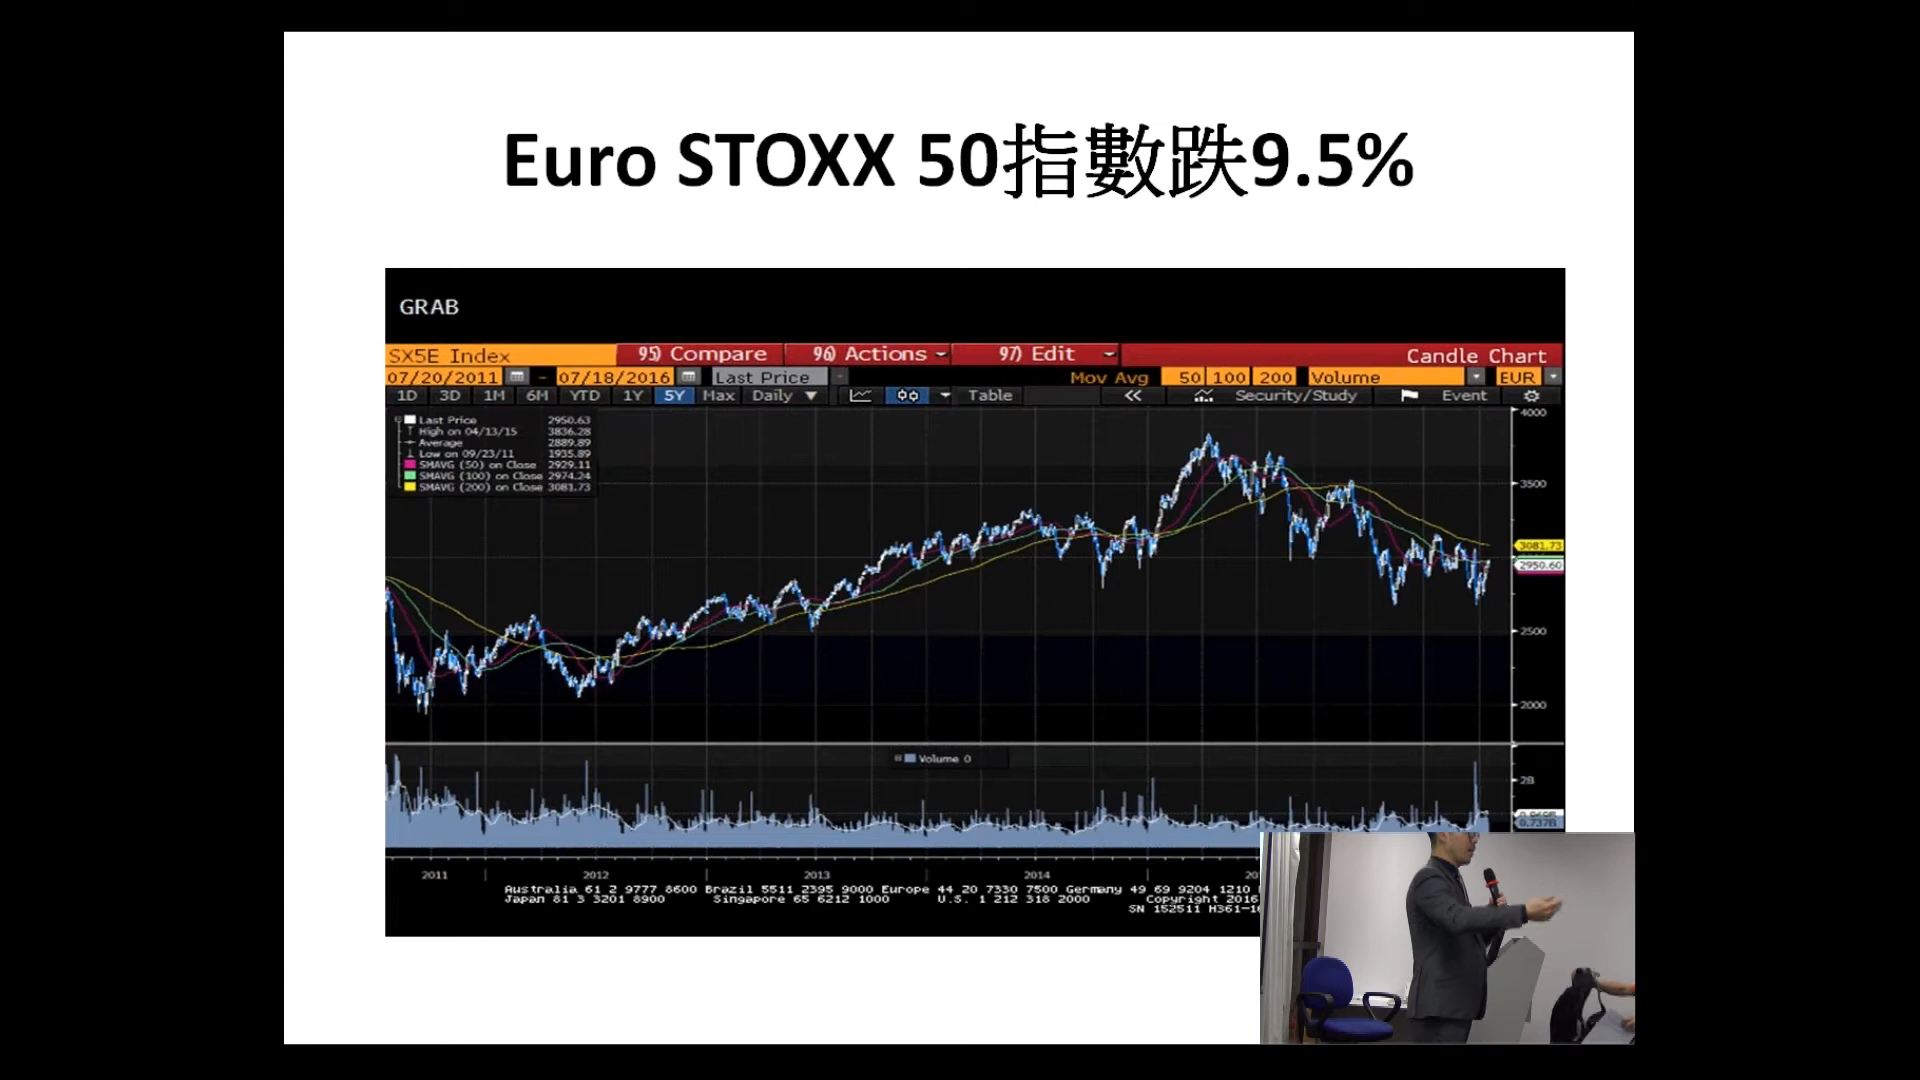 Euro STOXX 50指數跌9.5%
GRAB
SX5E Index 95) Compare 96) Actions 97) Edit Candle Chart
07/20/2011 - 07/18/2016 Last Price Mov Avg 50 100 200 Volume EUR
1D 3D 1M 6M YTD 1Y 5Y Max Daily ▼ Table « Security/Study Event
Last Price 2950.63
High on 04/13/15 3836.28
Average 2889.89
Low on 09/23/11 1935.89
SMAVG (50) on Close 2929.11
SMAVG (100) on Close 2974.24
SMAVG (200) on Close 3081.73
4000
3500
3081.73
2950.60
2500
2000
Volume 0
2B
0.737B
2011 2012 2013 2014
Australia 61 2 9777 8600 Brazil 5511 2395 9000 Europe 44 20 7330 7500 Germany 49 69 9204 1210
Japan 81 3 3201 8900 Singapore 65 6212 1000 U.S. 1 212 318 2000 Copyright 2016
SN 152511